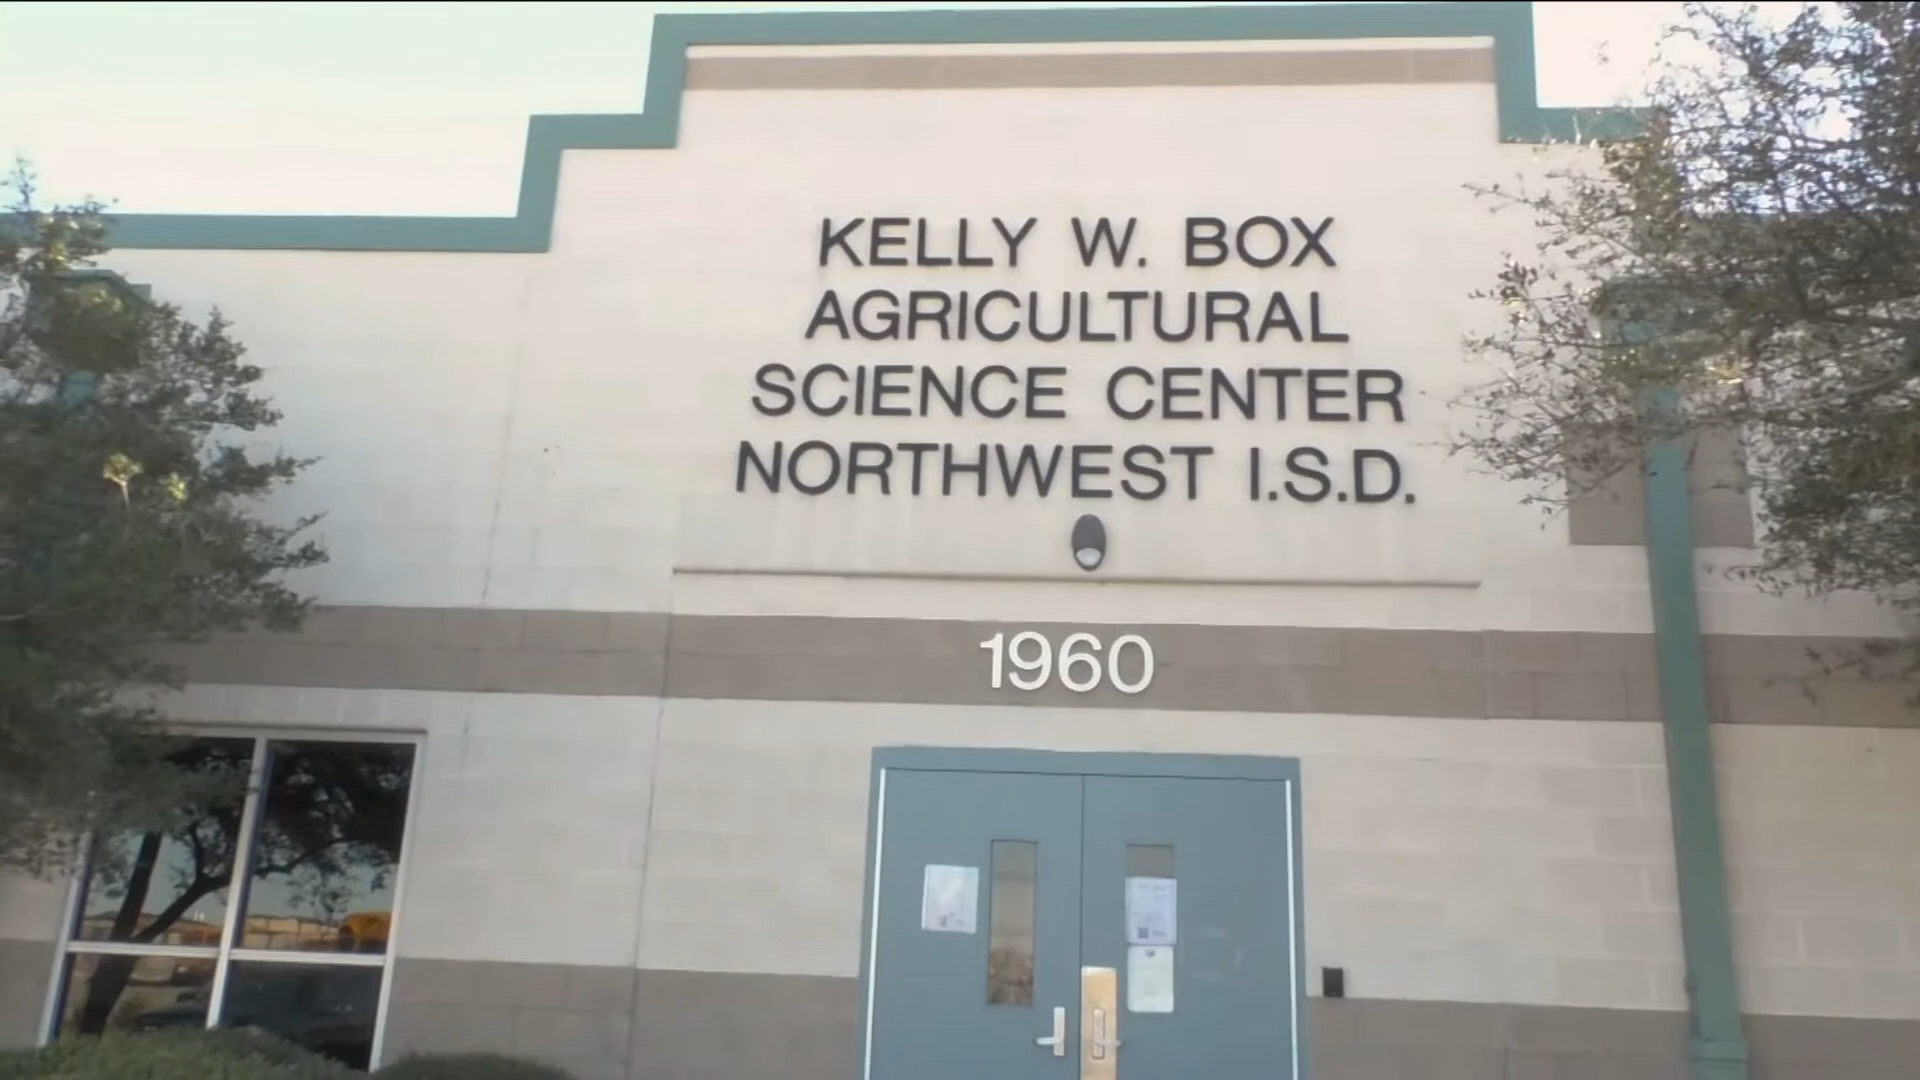 KELLY W. BOX
AGRICULTURAL
SCIENCE CENTER
NORTHWEST I.S.D.
1960